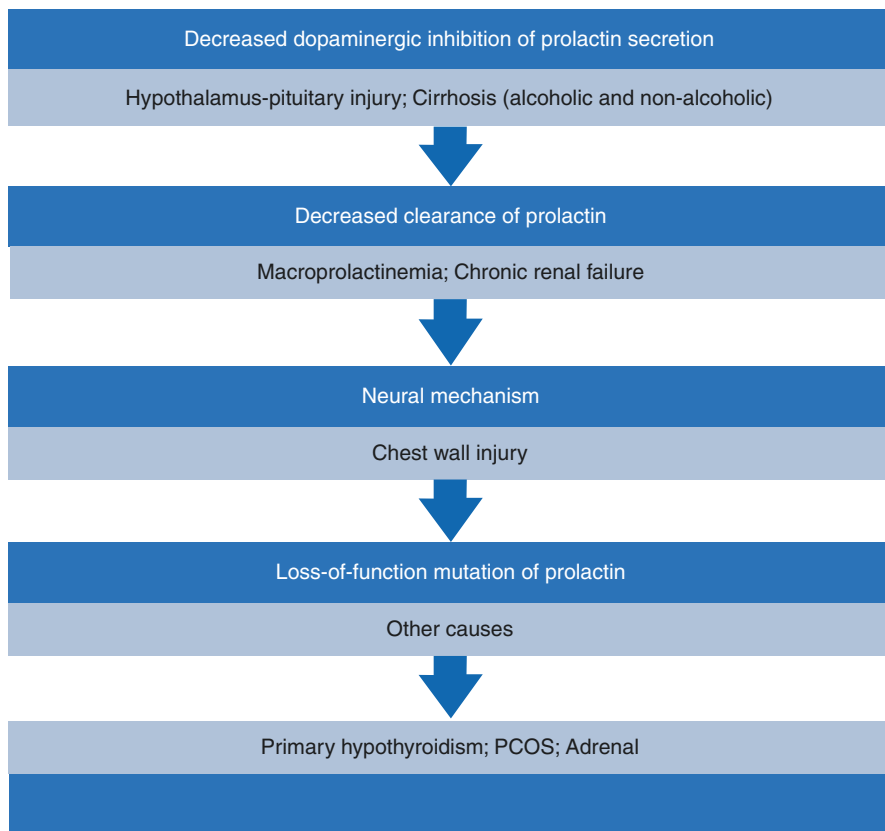 Decreased dopaminergic inhibition of prolactin secretion
Hypothalamus-pituitary injury; Cirrhosis (alcoholic and non-alcoholic)
Decreased clearance of prolactin
Macroprolactinemia; Chronic renal failure
Neural mechanism
Chest wall injury
Loss-of-function mutation of prolactin
Other causes
Primary hypothyroidism; PCOS; Adrenal